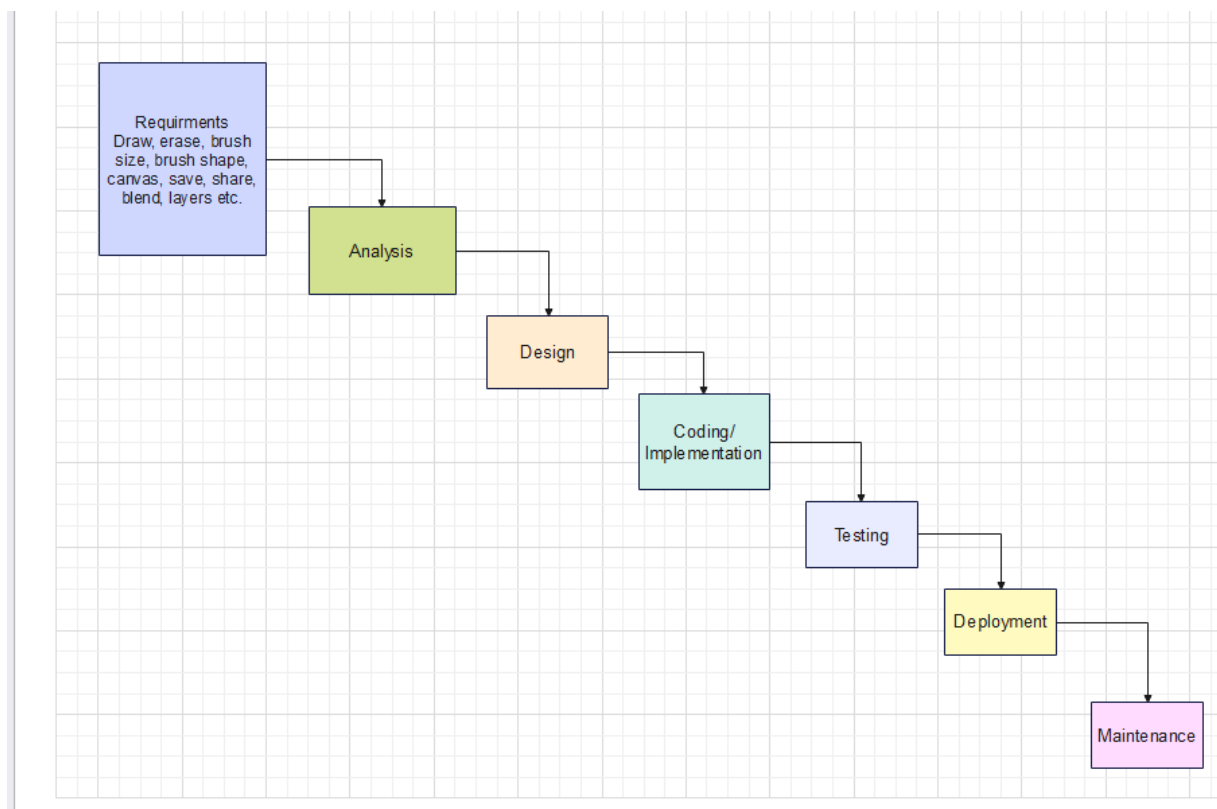 Requirments
Draw, erase, brush
size, brush shape,
canvas, save, share,
blend, layers etc.
Analysis
Design
Coding/
Implementation
Testing
Deployment
Maintenance